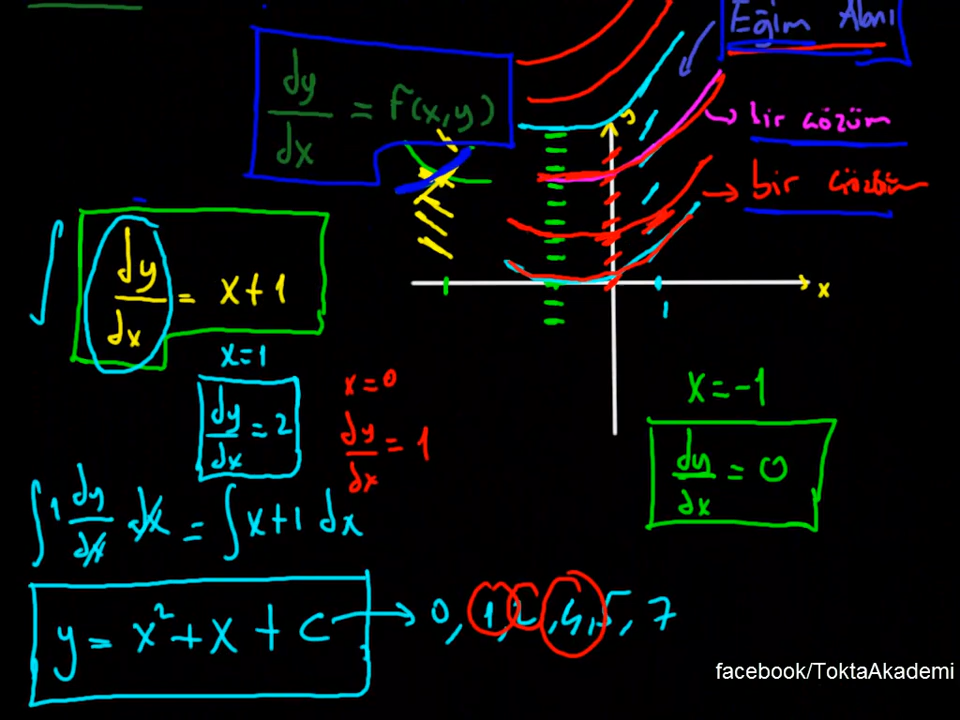 Eğim Alanı
dy/dx = f(x,y)
y
bir çözüm
bir çözüm
∫ dy/dx = x+1
x
1
x=1
dy/dx = 2
x=0
dy/dx = 1
x=-1
dy/dx = 0
∫ 1 dy/dx dx = ∫ x+1 dx
y = x²+x + c → 0, 1, 2, 4, 5, 7
facebook/ToktaAkademi